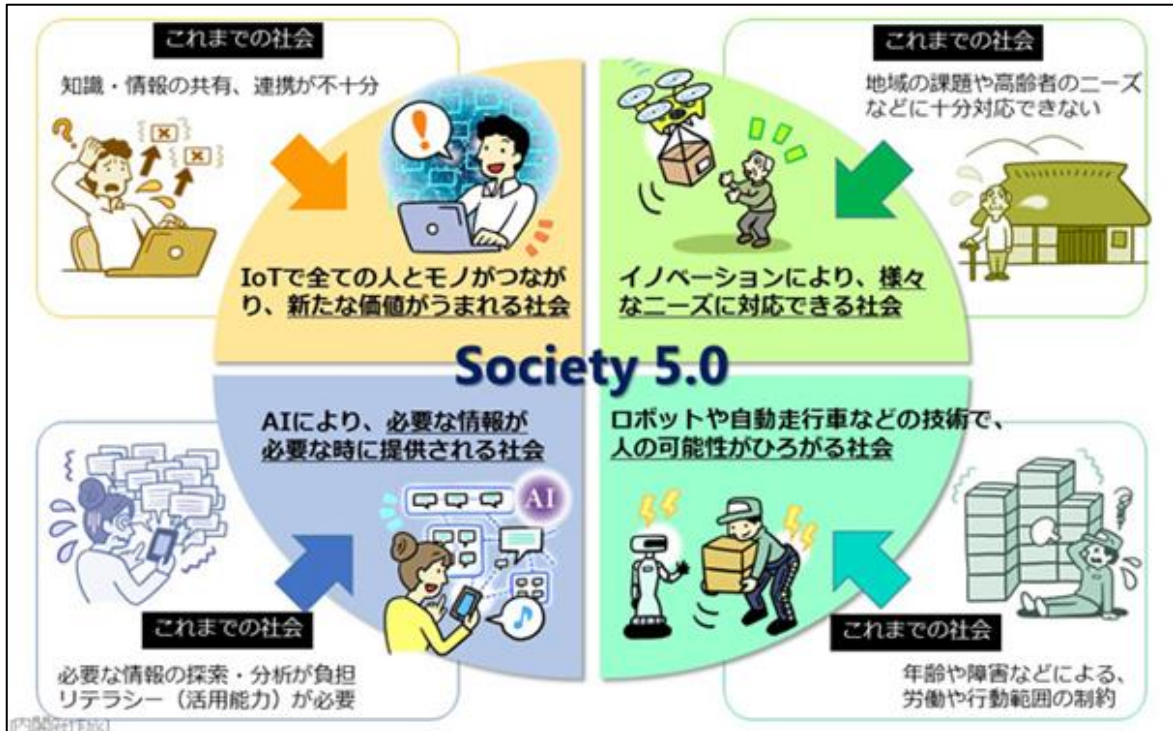 これまでの社会
知識・情報の共有、連携が不十分
IoTで全ての人とモノがつなが
り、新たな価値がうまれる社会
これまでの社会
地域の課題や高齢者のニーズ
などに十分対応できない
イノベーションにより、様々
なニーズに対応できる社会
Society 5.0
AIにより、必要な情報が
必要な時に提供される社会
AI
これまでの社会
必要な情報の探索・分析が負担
リテラシー（活用能力）が必要
ロボットや自動走行車などの技術で、
人の可能性がひろがる社会
これまでの社会
年齢や障害などによる、
労働や行動範囲の制約